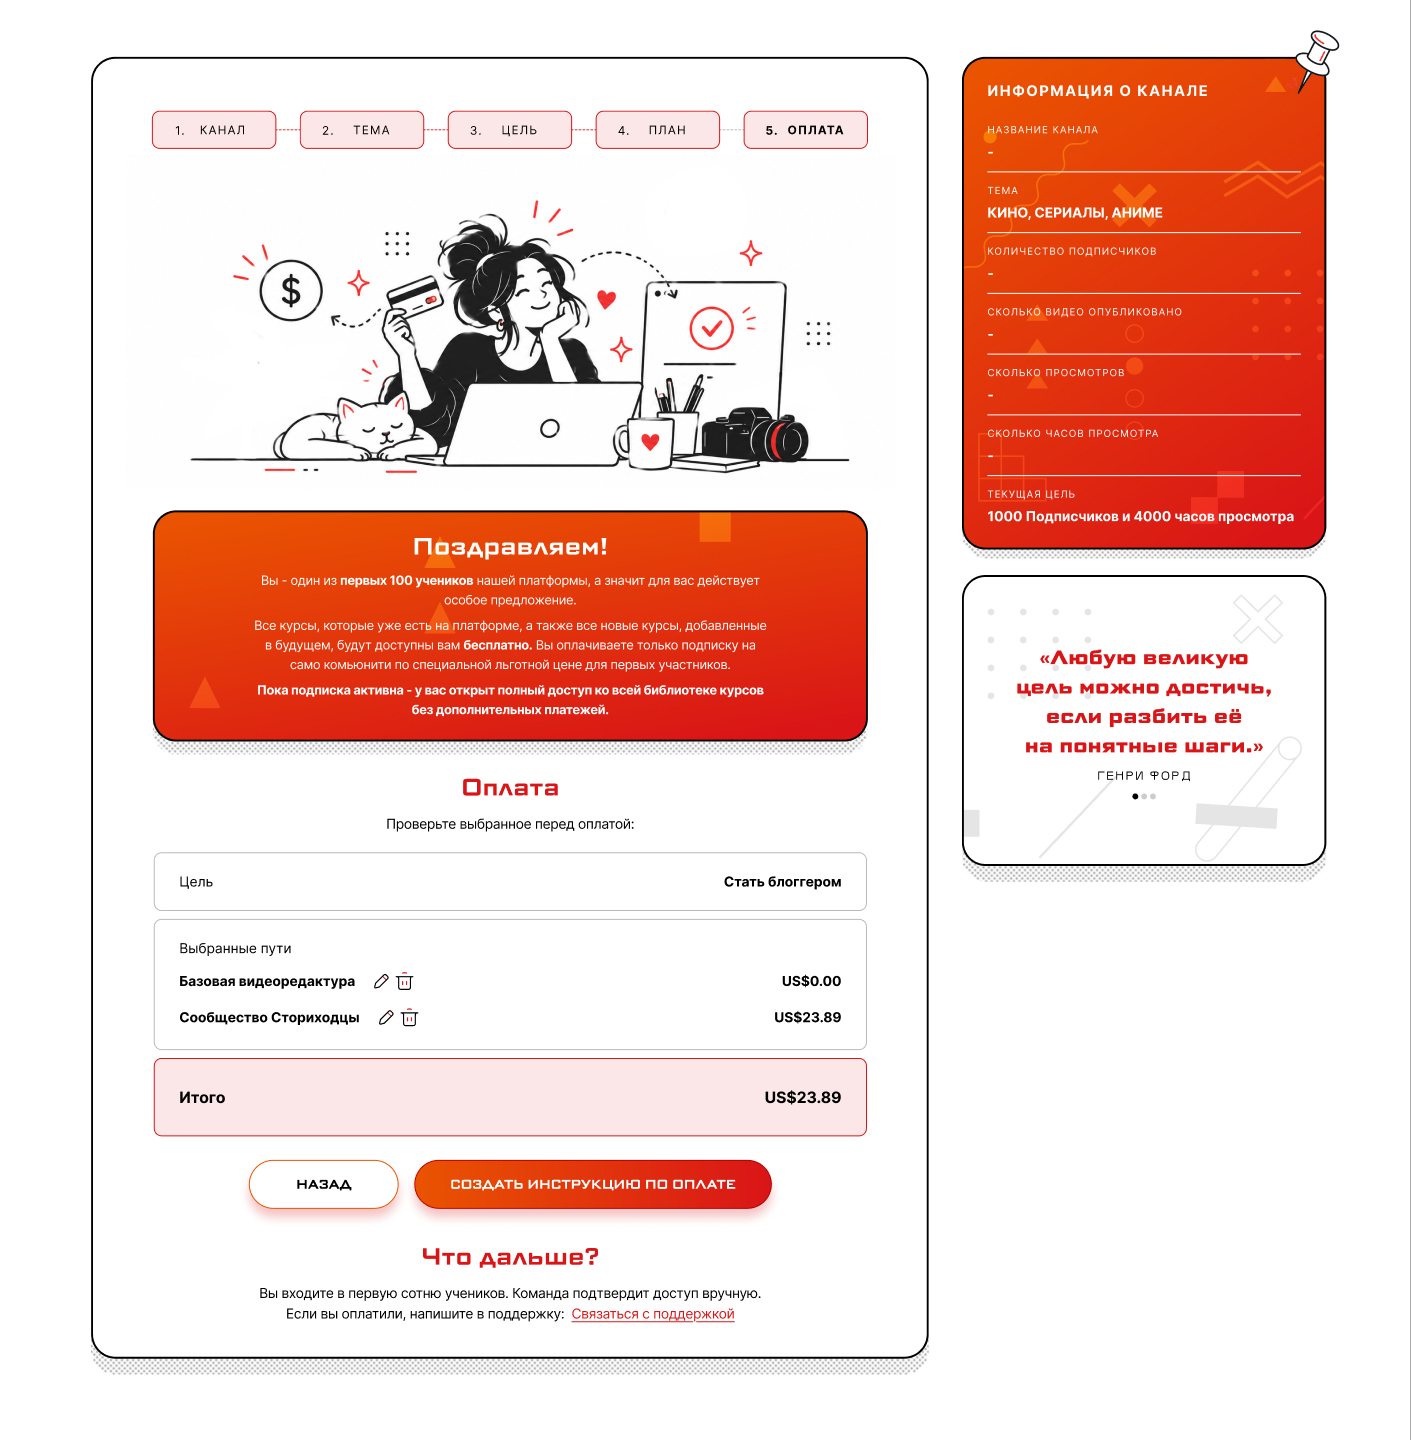 1. КАНАЛ
2. ТЕМА
3. ЦЕЛЬ
4. ПЛАН
5. ОПЛАТА
$
Поздравляем!
Вы - один из первых 100 учеников нашей платформы, а значит для вас действует
особое предложение.
Все курсы, которые уже есть на платформе, а также все новые курсы, добавленные
в будущем, будут доступны вам бесплатно. Вы оплачиваете только подписку на
само комьюнити по специальной льготной цене для первых участников.
Пока подписка активна - у вас открыт полный доступ ко всей библиотеке курсов
без дополнительных платежей.
Оплата
Проверьте выбранное перед оплатой:
Цель Стать блоггером
Выбранные пути
Базовая видеоредактура US$0.00
Сообщество Сториходцы US$23.89
Итого US$23.89
НАЗАД
СОЗДАТЬ ИНСТРУКЦИЮ ПО ОПЛАТЕ
Что дальше?
Вы входите в первую сотню учеников. Команда подтвердит доступ вручную.
Если вы оплатили, напишите в поддержку: Связаться с поддержкой
ИНФОРМАЦИЯ О КАНАЛЕ
НАЗВАНИЕ КАНАЛА
-
ТЕМА
КИНО, СЕРИАЛЫ, АНИМЕ
КОЛИЧЕСТВО ПОДПИСЧИКОВ
-
СКОЛЬКО ВИДЕО ОПУБЛИКОВАНО
-
СКОЛЬКО ПРОСМОТРОВ
-
СКОЛЬКО ЧАСОВ ПРОСМОТРА
-
ТЕКУЩАЯ ЦЕЛЬ
1000 Подписчиков и 4000 часов просмотра
«Любую великую
цель можно достичь,
если разбить её
на понятные шаги.»
ГЕНРИ ФОРД